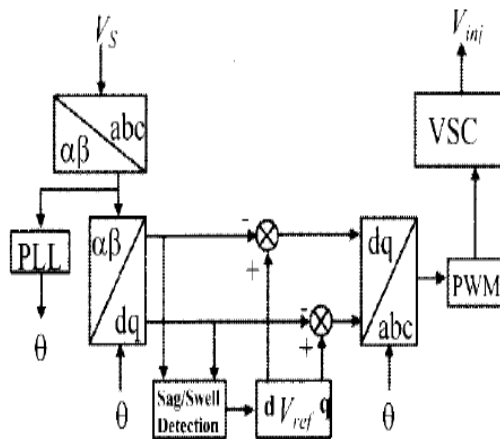 V_S
V_inj
abc
αβ
VSC
αβ
dq
PLL
θ
-
+
-
+
dq
abc
PWM
θ
Sag/Swell
Detection
d V_ref q
θ